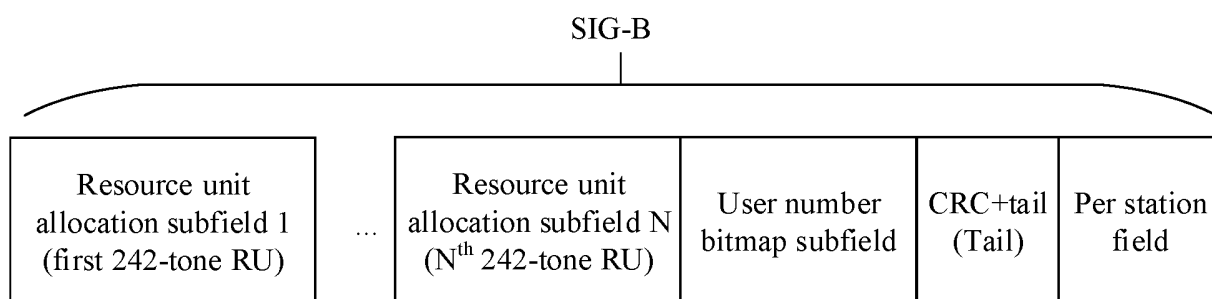 SIG-B
Resource unit
allocation subfield 1
(first 242-tone RU)
...
Resource unit
allocation subfield N
(Nth 242-tone RU)
User number
bitmap subfield
CRC+tail
(Tail)
Per station
field